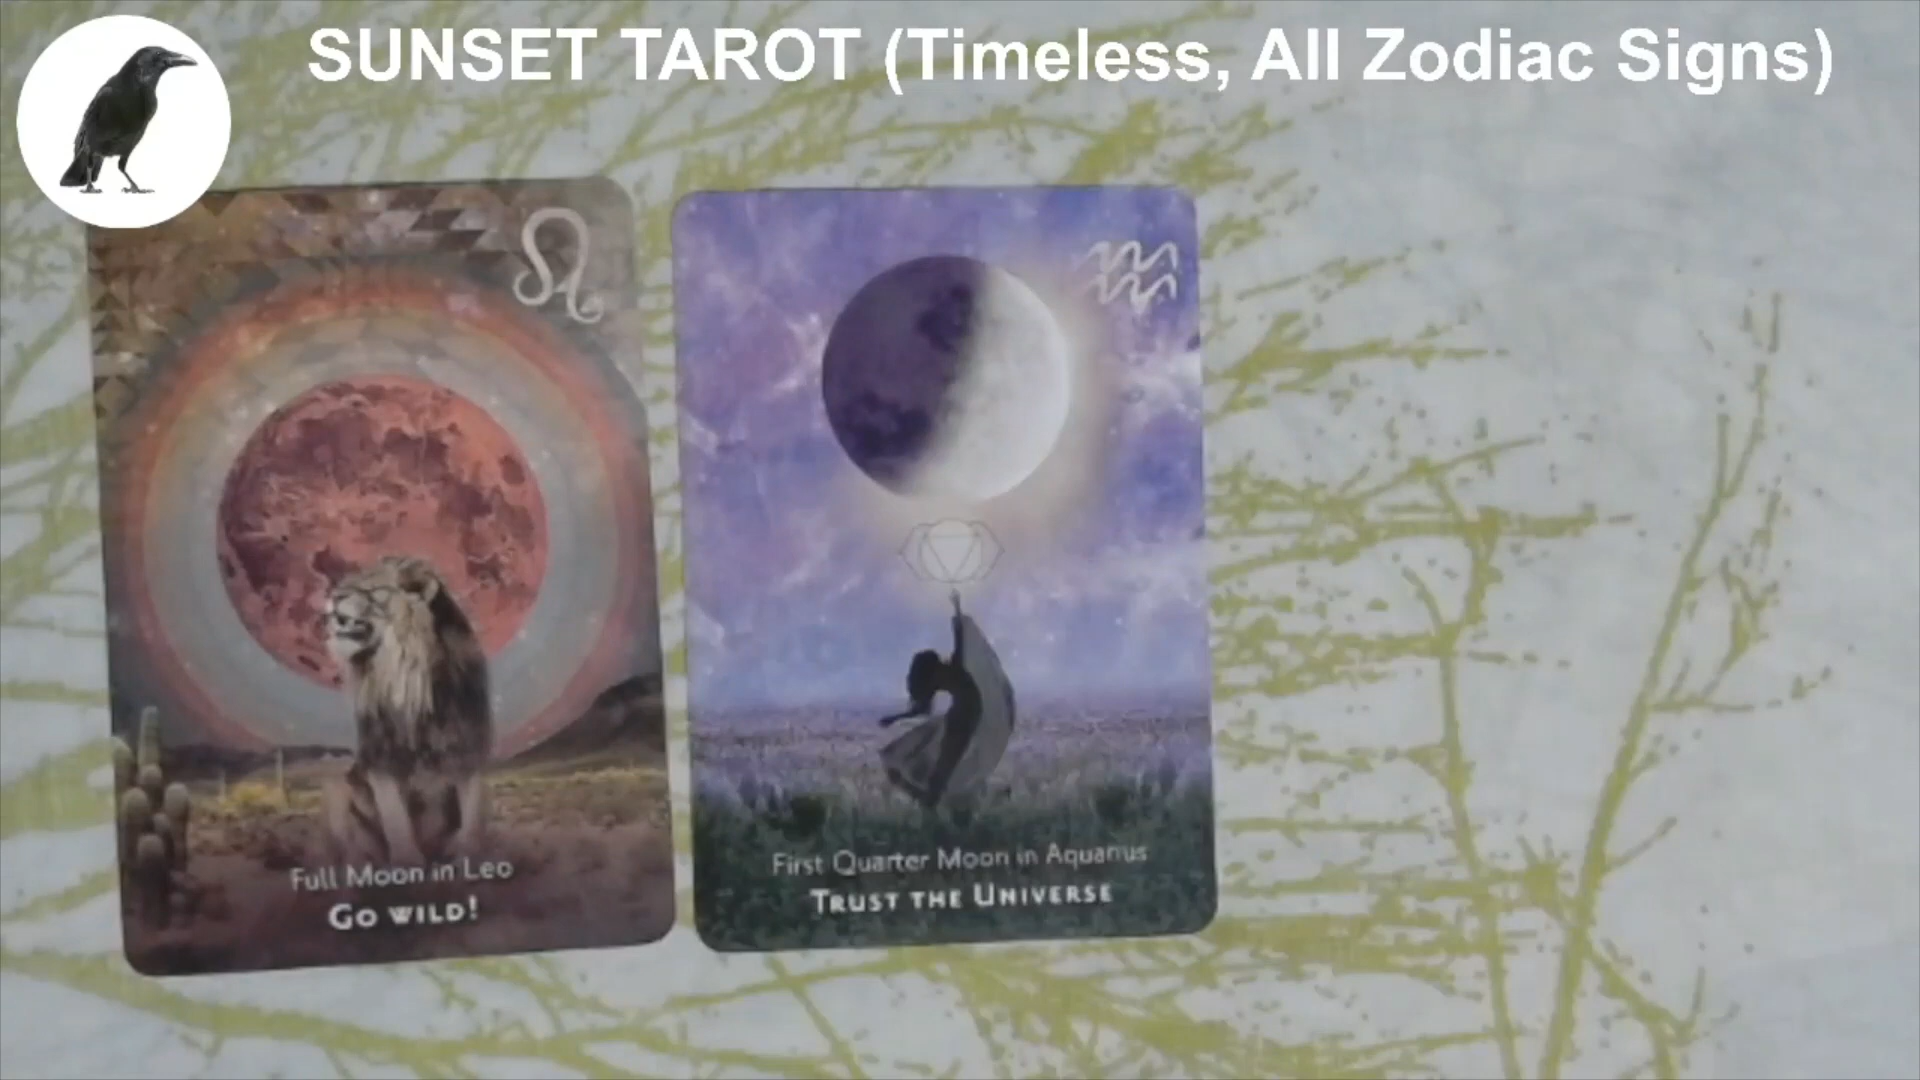 SUNSET TAROT (Timeless, All Zodiac Signs)
Full Moon in Leo
Go wild!
First Quarter Moon in Aquarius
Trust the Universe